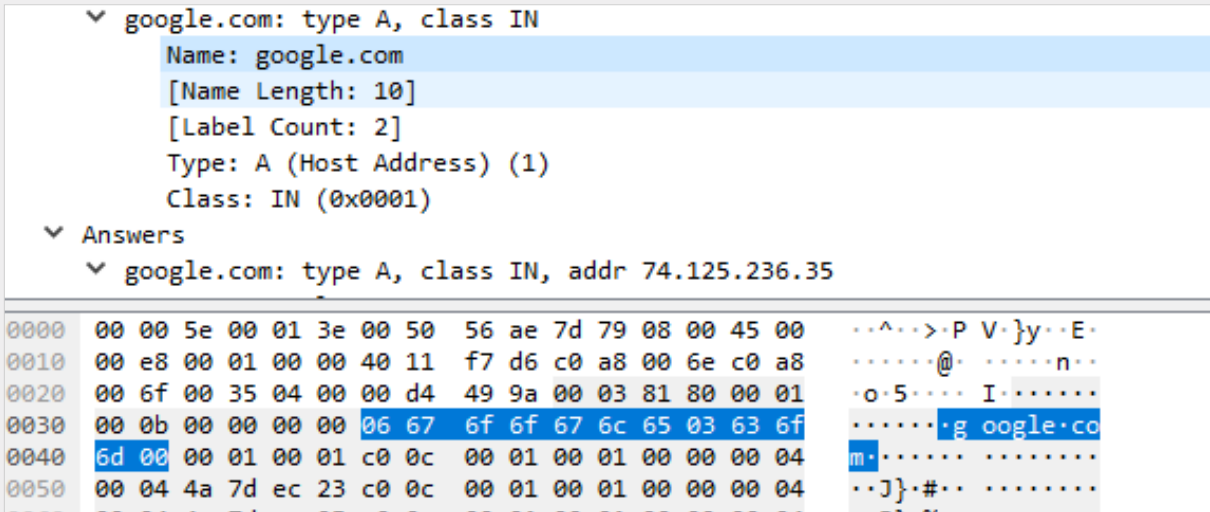 google.com: type A, class IN
Name: google.com
[Name Length: 10]
[Label Count: 2]
Type: A (Host Address) (1)
Class: IN (0x0001)
Answers
google.com: type A, class IN, addr 74.125.236.35
0000 00 00 5e 00 01 3e 00 50 56 ae 7d 79 08 00 45 00 ··^··>·P V·}y··E·
0010 00 e8 00 01 00 00 40 11 f7 d6 c0 a8 00 6e c0 a8 ······@· ·····n··
0020 00 6f 00 35 04 00 00 d4 49 9a 00 03 81 80 00 01 ·o·5···· I·······
0030 00 0b 00 00 00 00 06 67 6f 6f 67 6c 65 03 63 6f ·······g oogle·co
0040 6d 00 00 01 00 01 c0 0c 00 01 00 01 00 00 00 04 m······· ········
0050 00 04 4a 7d ec 23 c0 0c 00 01 00 01 00 00 00 04 ··J}·#·· ········